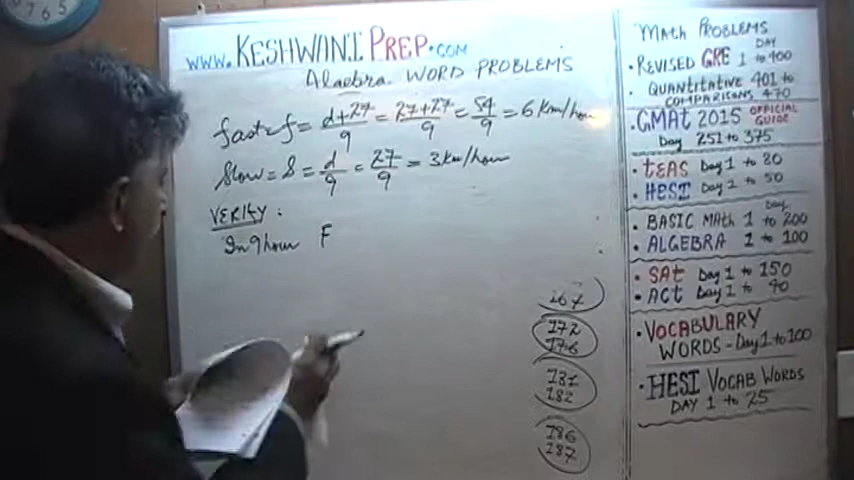 www.KESHWANI PREP.COM
Algebra WORD PROBLEMS
fast = f = d+27/9 = 27+27/9 = 54/9 = 6 Km/hour
Slow = S = d/9 = 27/9 = 3 km/hour
VERIFY :
In 9 hour F
167
172
176
181
182
186
187
MATH PROBLEMS
DAY
• REVISED GRE 1 to 400
• QUANTITATIVE 401 to
COMPARISONS 470
• GMAT 2015 OFFICIAL GUIDE
Day 251 to 375
• TEAS Day 1 to 80
• HESI Day 1 to 50
Day
• BASIC MATH 1 to 200
• ALGEBRA 1 to 100
• SAt Day 1 to 150
• ACt Day 1 to 90
• VOCABULARY
WORDS - Day 1 to 100
• HESI VOCAB WORDS
DAY 1 to 25
7 6 5